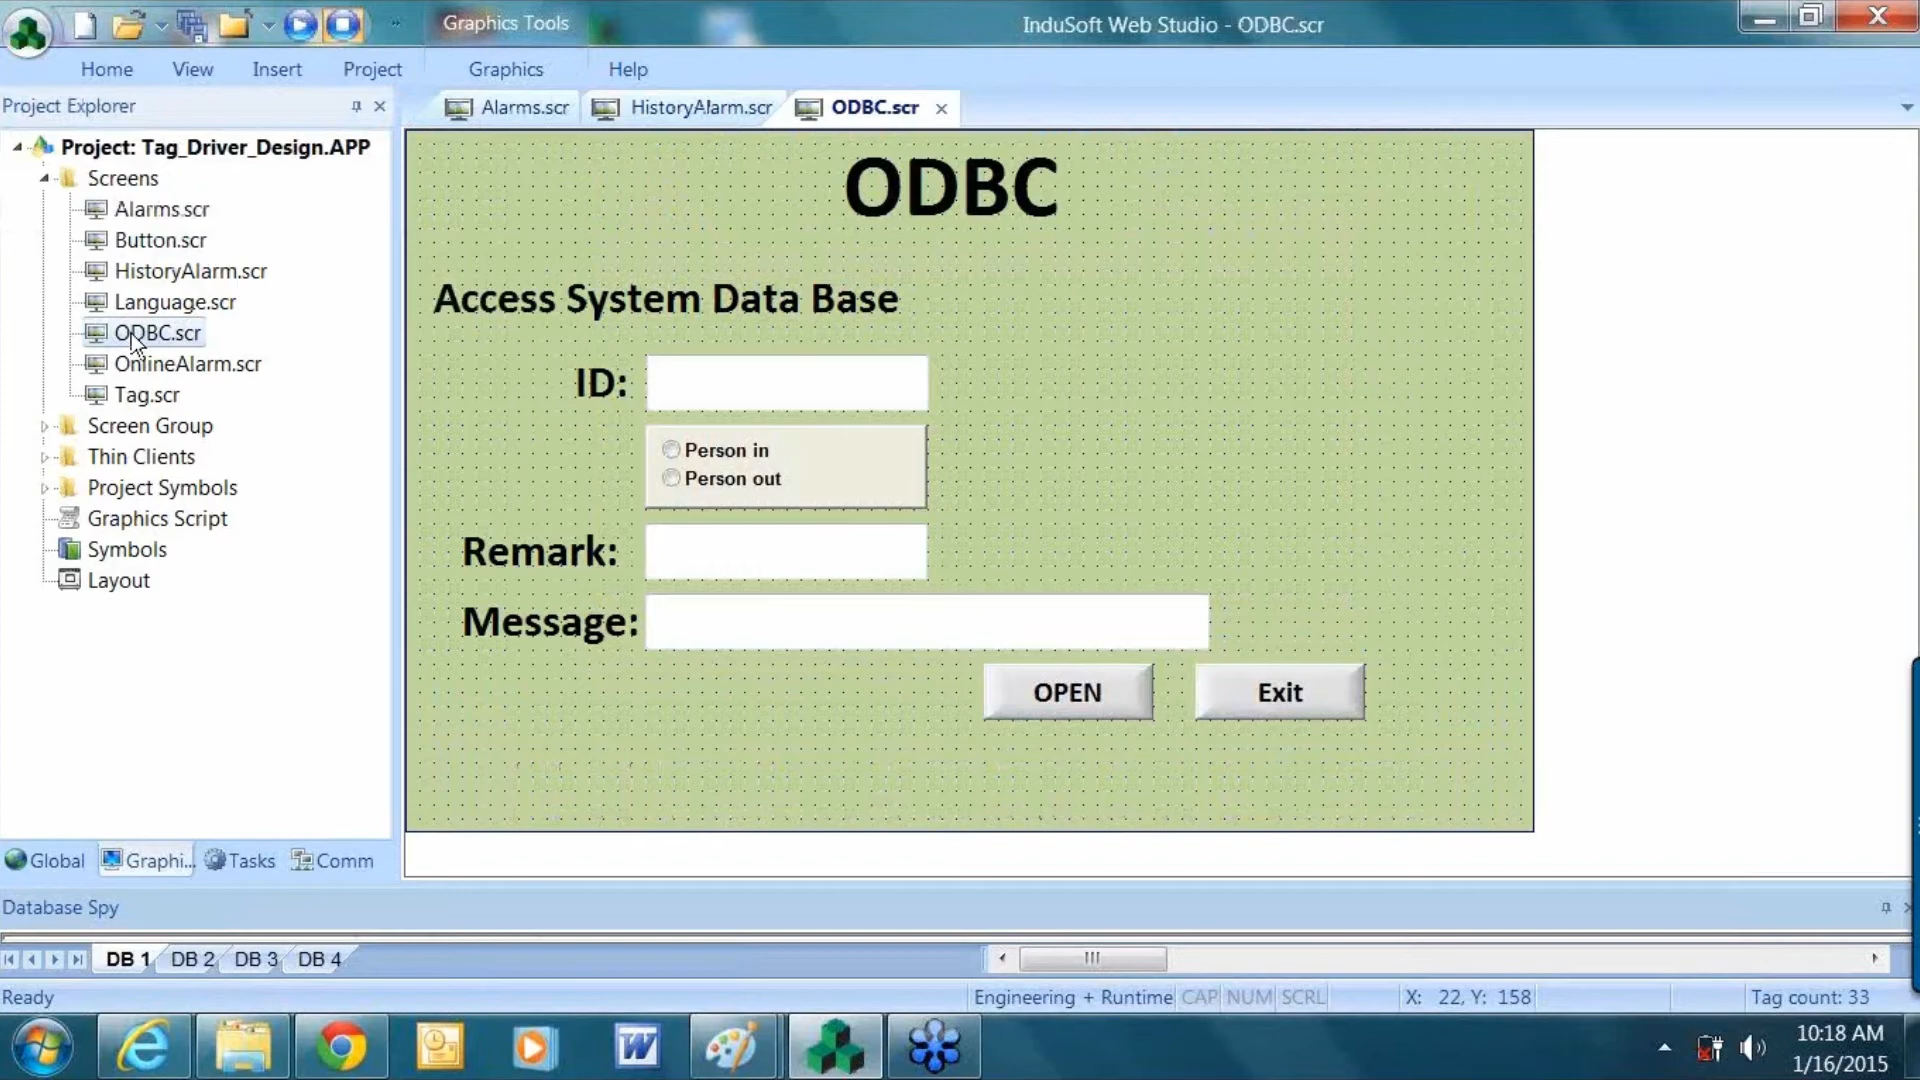 Graphics Tools
InduSoft Web Studio - ODBC.scr
Home View Insert Project Graphics Help
Project Explorer
Alarms.scr HistoryAlarm.scr ODBC.scr
Project: Tag_Driver_Design.APP
Screens
Alarms.scr
Button.scr
HistoryAlarm.scr
Language.scr
ODBC.scr
OnlineAlarm.scr
Tag.scr
Screen Group
Thin Clients
Project Symbols
Graphics Script
Symbols
Layout
Global Graphi... Tasks Comm
ODBC
Access System Data Base
ID:
Person in
Person out
Remark:
Message:
OPEN Exit
Database Spy
DB 1 DB 2 DB 3 DB 4
Ready Engineering + Runtime CAP NUM SCRL X: 22, Y: 158 Tag count: 33
10:18 AM
1/16/2015